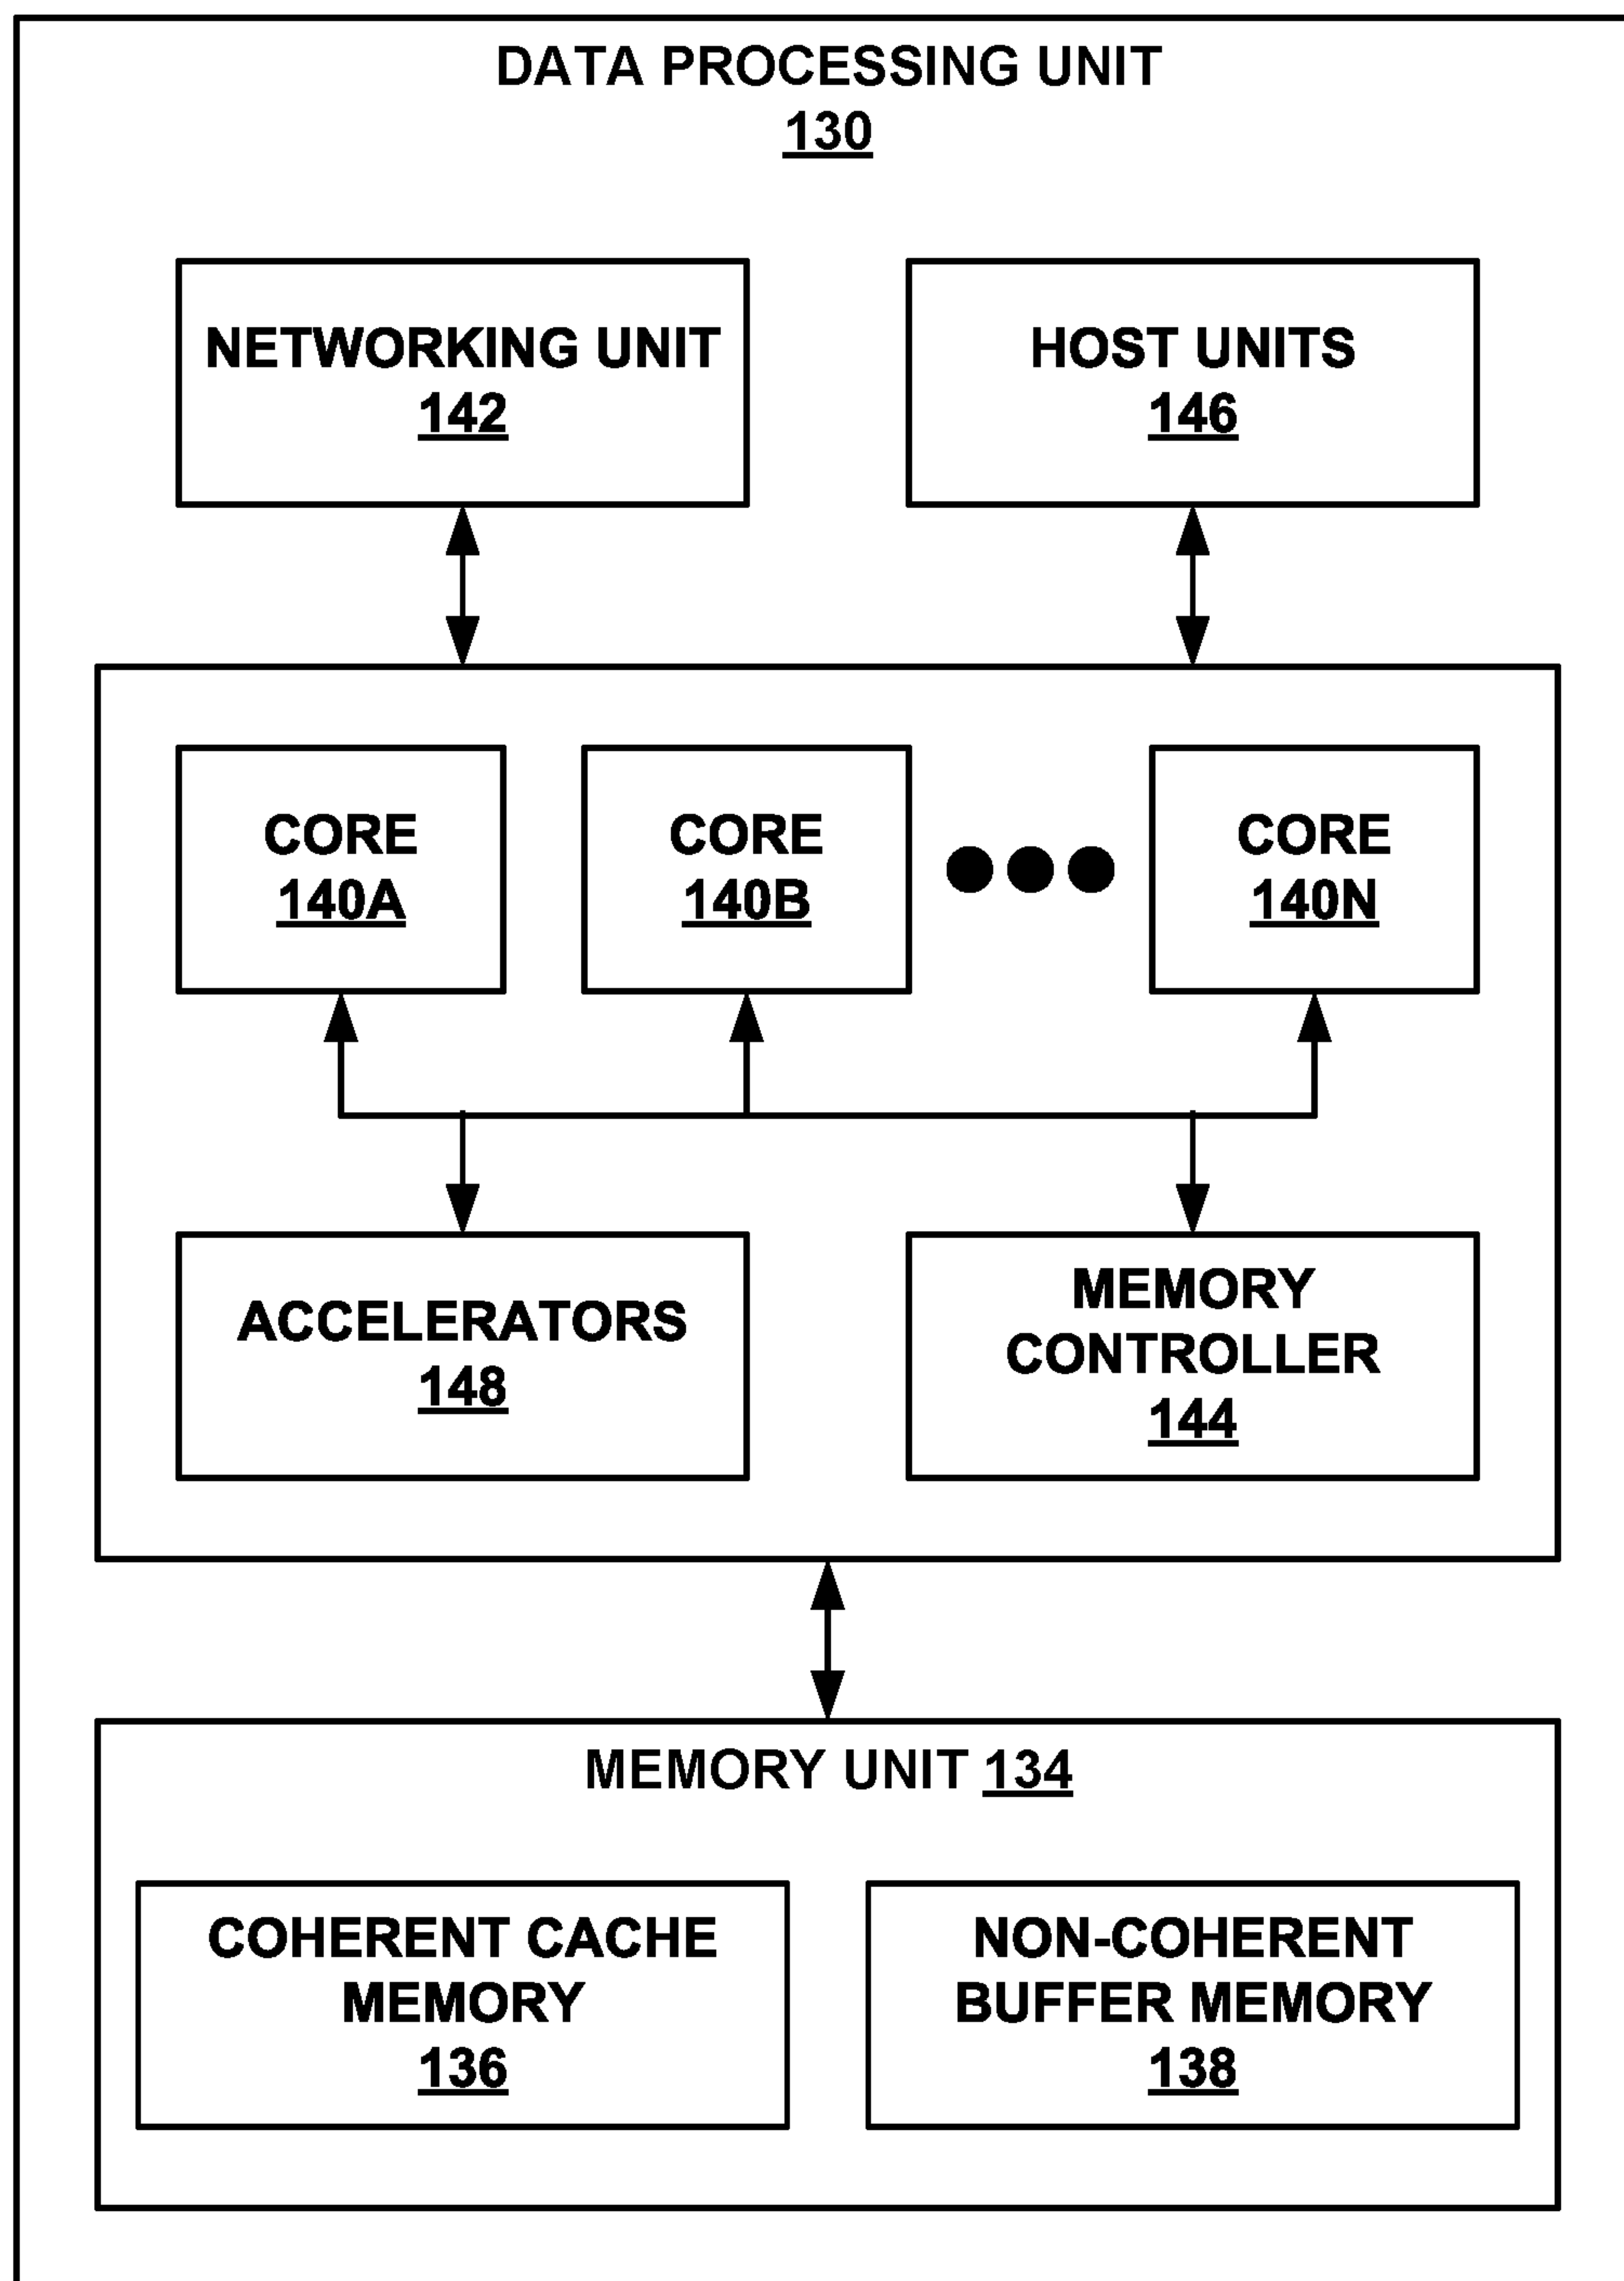 DATA PROCESSING UNIT
130
NETWORKING UNIT
142
HOST UNITS
146
CORE
140A
CORE
140B
CORE
140N
ACCELERATORS
148
MEMORY
CONTROLLER
144
MEMORY UNIT 134
COHERENT CACHE
MEMORY
136
NON-COHERENT
BUFFER MEMORY
138